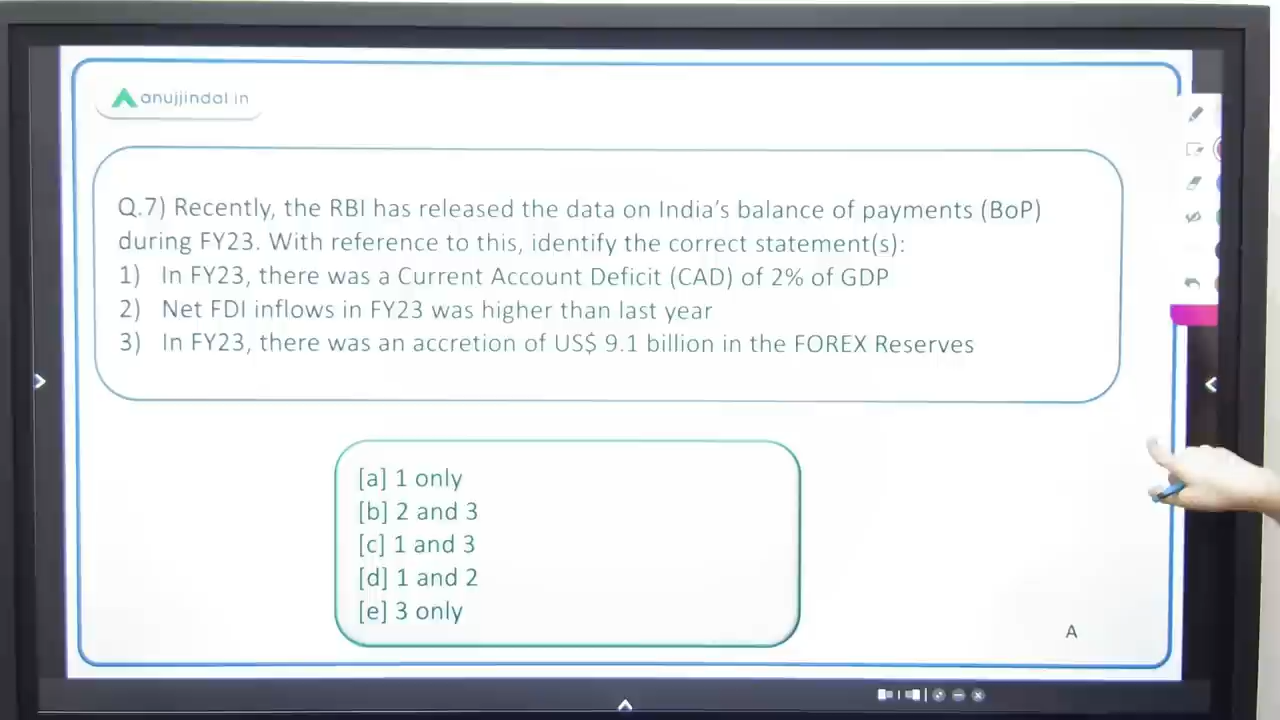 anujjindal in
Q.7) Recently, the RBI has released the data on India's balance of payments (BoP)
during FY23. With reference to this, identify the correct statement(s):
1) In FY23, there was a Current Account Deficit (CAD) of 2% of GDP
2) Net FDI inflows in FY23 was higher than last year
3) In FY23, there was an accretion of US$ 9.1 billion in the FOREX Reserves
[a] 1 only
[b] 2 and 3
[c] 1 and 3
[d] 1 and 2
[e] 3 only
A